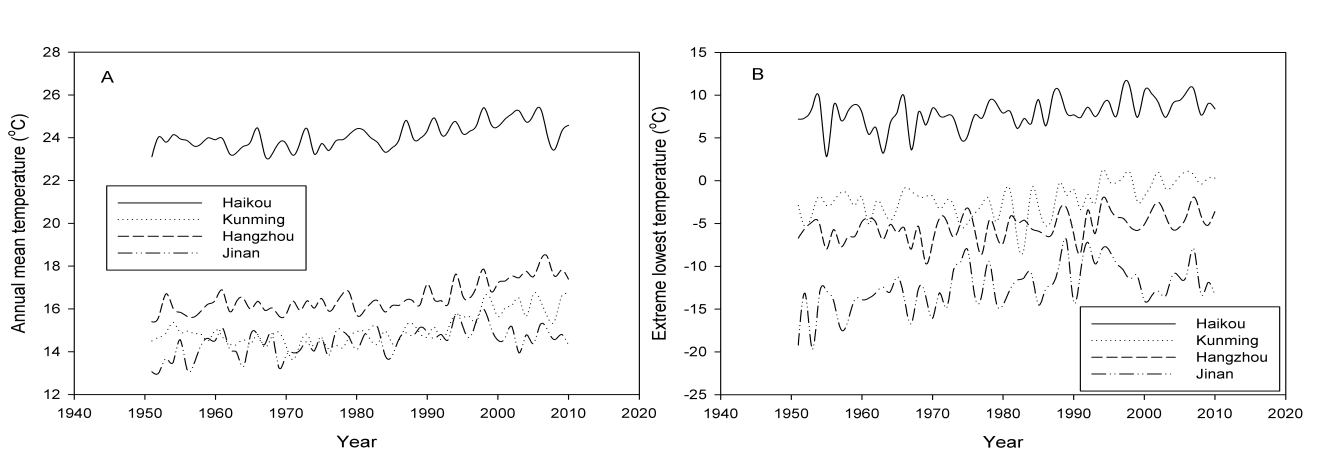 A
Annual mean temperature (⁰C)
28
26
24
22
20
18
16
14
12
Haikou
Kunming
Hangzhou
Jinan
1940 1950 1960 1970 1980 1990 2000 2010 2020
Year
B
Extreme lowest temperature (⁰C)
15
10
5
0
-5
-10
-15
-20
-25
Haikou
Kunming
Hangzhou
Jinan
1940 1950 1960 1970 1980 1990 2000 2010 2020
Year